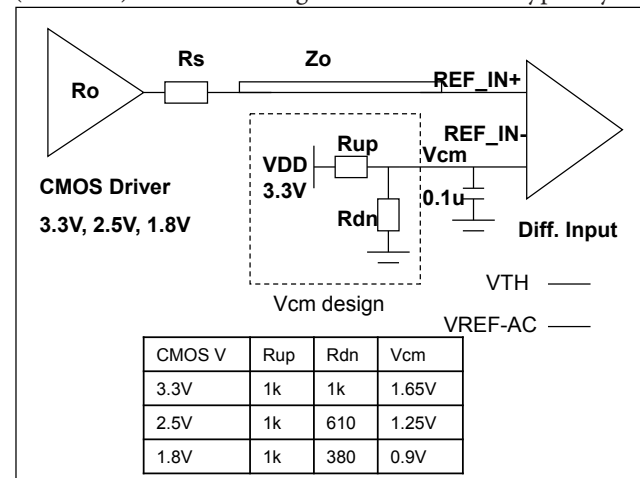 Rs
Zo
Ro
REF_IN+
REF_IN-
Rup
Vcm
VDD
3.3V
CMOS Driver
0.1u
3.3V, 2.5V, 1.8V
Rdn
Diff. Input
VTH
Vcm design
VREF-AC
CMOS V Rup Rdn Vcm
3.3V 1k 1k 1.65V
2.5V 1k 610 1.25V
1.8V 1k 380 0.9V